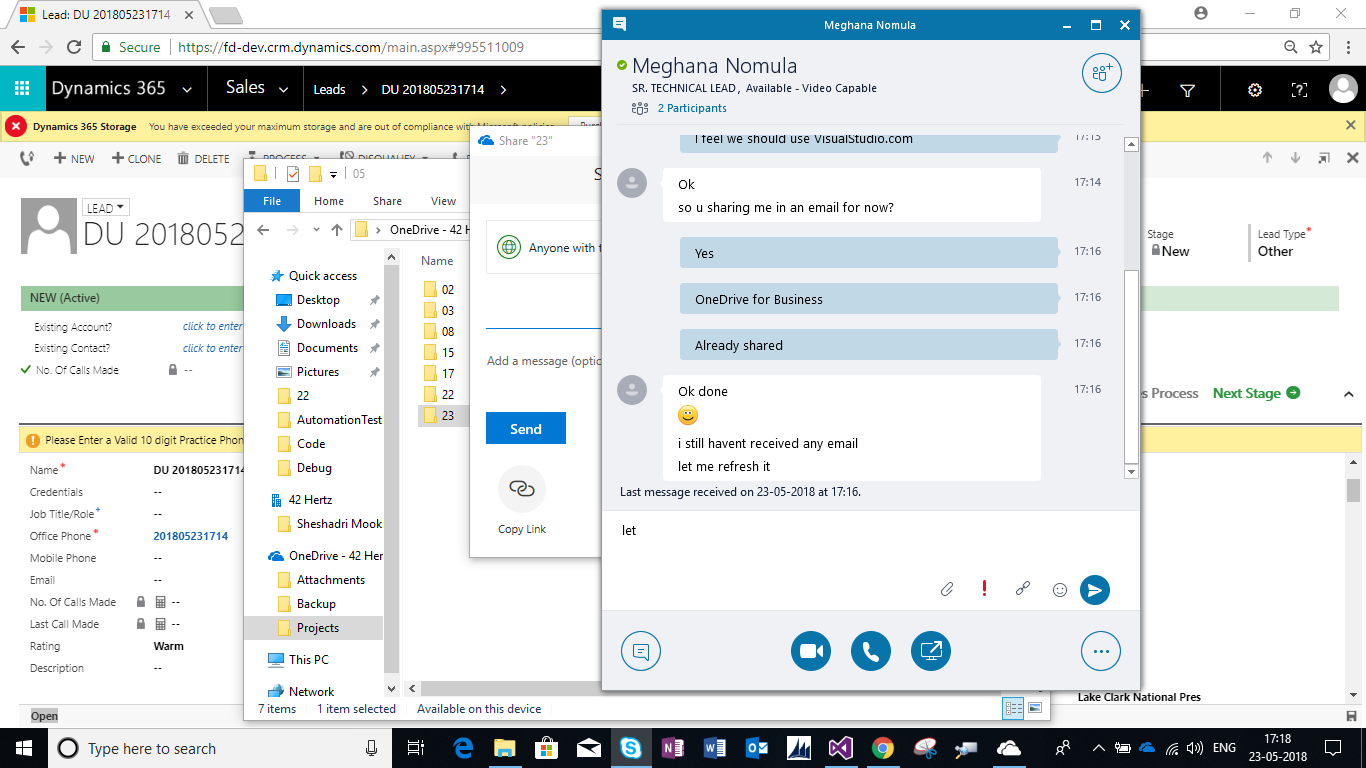 Lead: DU 201805231714
Secure
https://fd-dev.crm.dynamics.com/main.aspx#995511009
Dynamics 365
Sales
Leads
DU 201805231714
Dynamics 365 Storage
You have exceeded your maximum storage and are out of compliance with Microsoft policies.
NEW
CLONE
DELETE
PROCESS
DISQUALIFY
LEAD
DU 20180523
Stage
New
Lead Type*
Other
NEW (Active)
Existing Account?
click to enter
Existing Contact?
click to enter
No. Of Calls Made
--
s Process
Next Stage
Please Enter a Valid 10 digit Practice Phon
Name*
DU 201805231714
Credentials
--
Job Title/Role+
--
Office Phone*
201805231714
Mobile Phone
--
Email
--
No. Of Calls Made
--
Last Call Made
--
Rating
Warm
Description
--
Lake Clark National Pres
Open
05
File
Home
Share
View
OneDrive - 42 H
Quick access
Desktop
Downloads
Documents
Pictures
22
AutomationTest
Code
Debug
42 Hertz
Sheshadri Mook
OneDrive - 42 Her
Attachments
Backup
Projects
This PC
Network
Name
02
03
08
15
17
22
23
7 items
1 item selected
Available on this device
Share "23"
S
Anyone with t
Add a message (optio
Send
Copy Link
Meghana Nomula
Meghana Nomula
SR. TECHNICAL LEAD, Available - Video Capable
2 Participants
I feel we should use VisualStudio.com
17:13
Ok
17:14
so u sharing me in an email for now?
Yes
17:16
OneDrive for Business
17:16
Already shared
17:16
Ok done
17:16
i still havent received any email
let me refresh it
Last message received on 23-05-2018 at 17:16.
let
Type here to search
ENG
17:18
23-05-2018